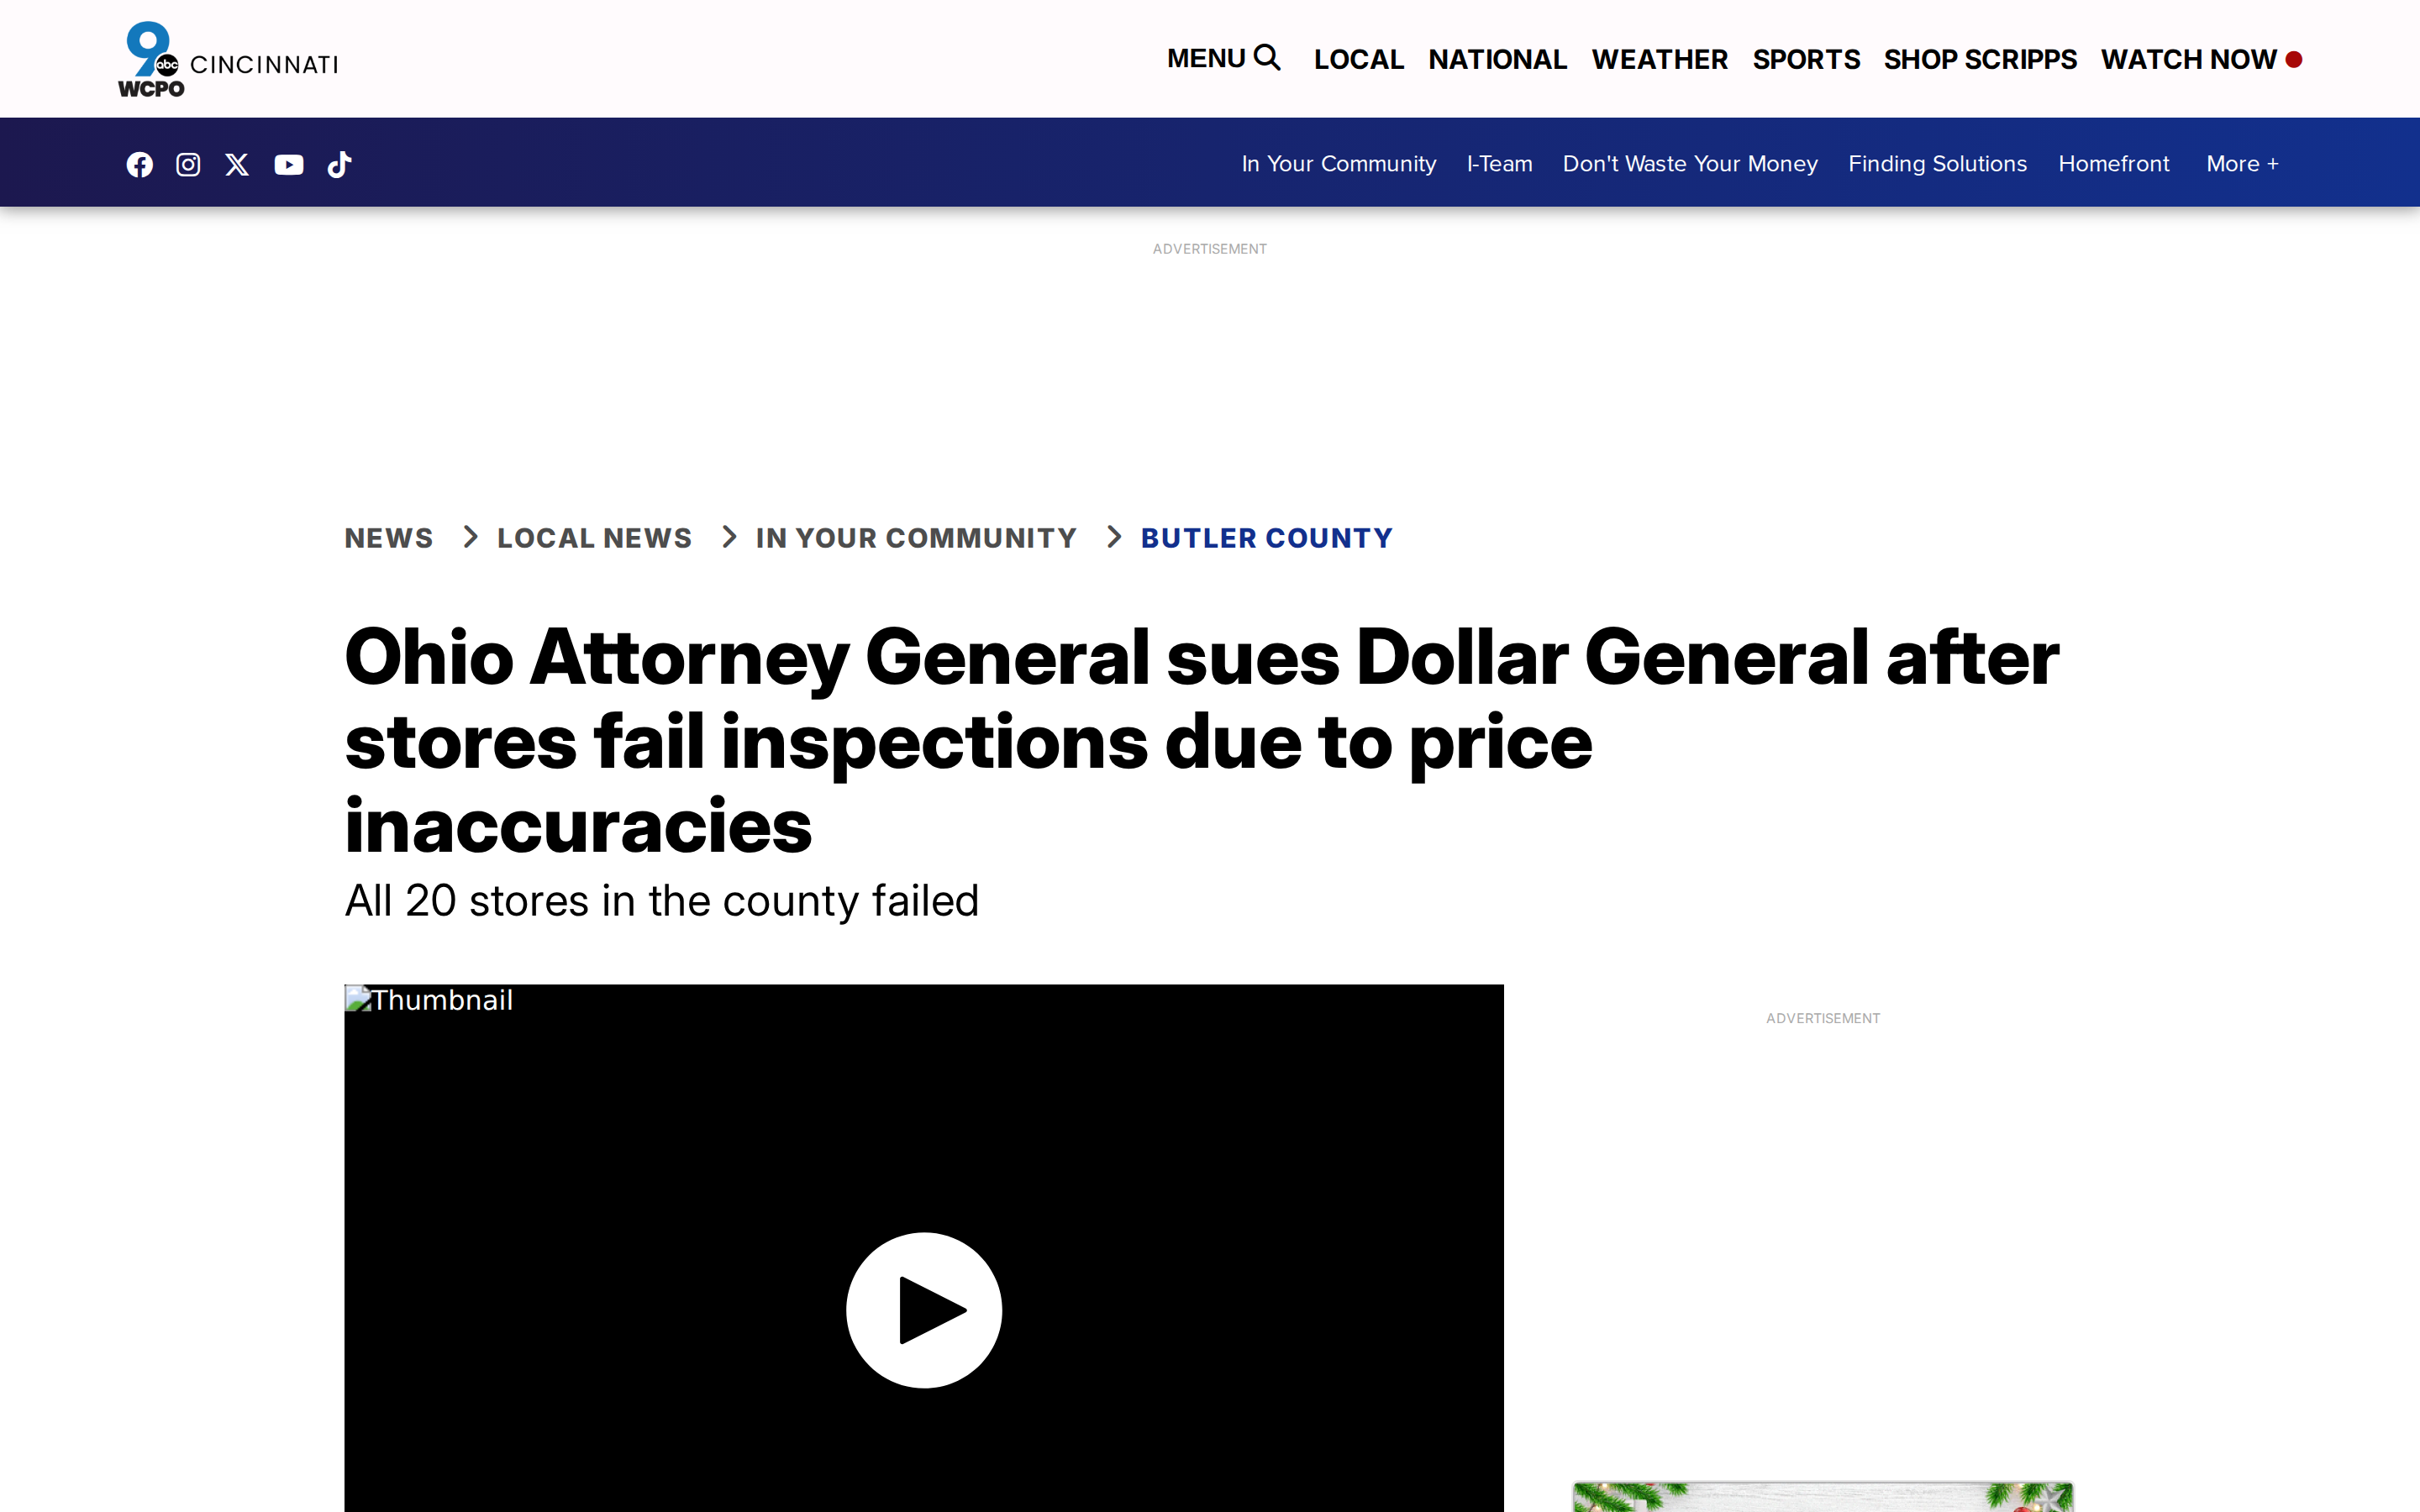 9
abc
WCPO
CINCINNATI
MENU
LOCAL
NATIONAL
WEATHER
SPORTS
SHOP SCRIPPS
WATCH NOW
In Your Community
I-Team
Don't Waste Your Money
Finding Solutions
Homefront
More +
ADVERTISEMENT
NEWS
LOCAL NEWS
IN YOUR COMMUNITY
BUTLER COUNTY
Ohio Attorney General sues Dollar General after
stores fail inspections due to price
inaccuracies
All 20 stores in the county failed
Thumbnail
ADVERTISEMENT